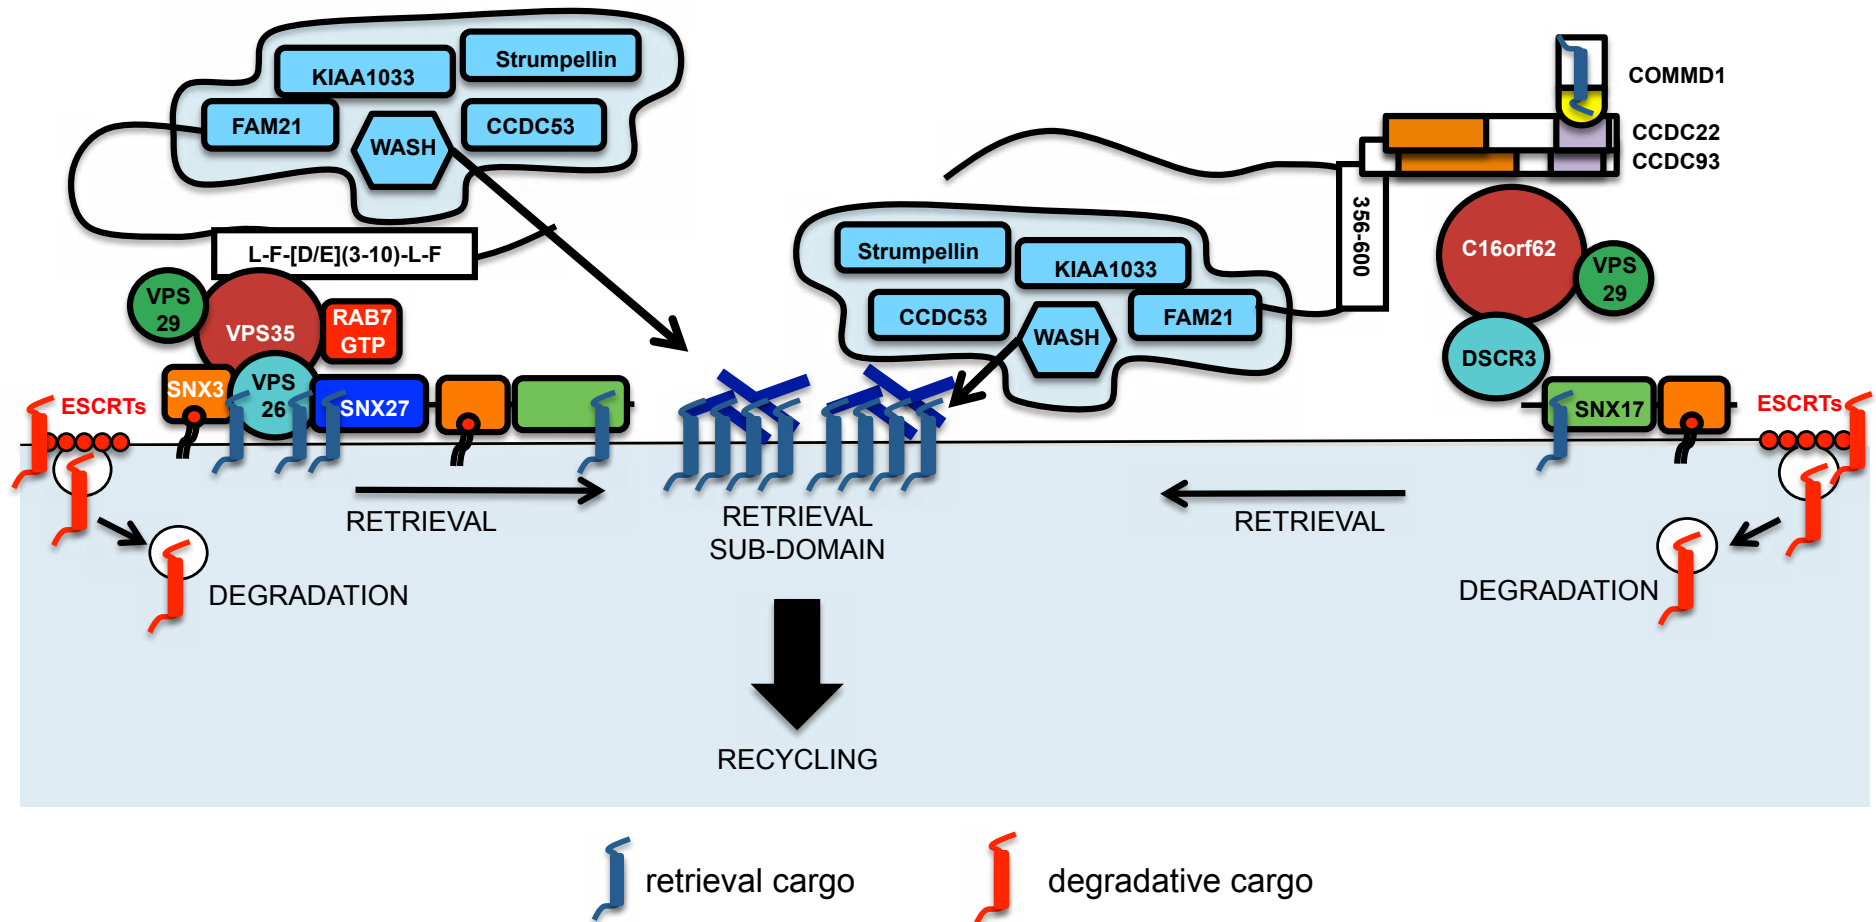 KIAA1033
Strumpellin
FAM21
WASH
CCDC53
L-F-[D/E](3-10)-L-F
VPS
29
VPS35
RAB7
GTP
SNX3
VPS
26
SNX27
ESCRTs
RETRIEVAL
DEGRADATION
Strumpellin
KIAA1033
CCDC53
WASH
FAM21
RETRIEVAL
SUB-DOMAIN
RECYCLING
COMMD1
CCDC22
CCDC93
356-600
C16orf62
VPS
29
DSCR3
SNX17
ESCRTs
RETRIEVAL
DEGRADATION
retrieval cargo
degradative cargo